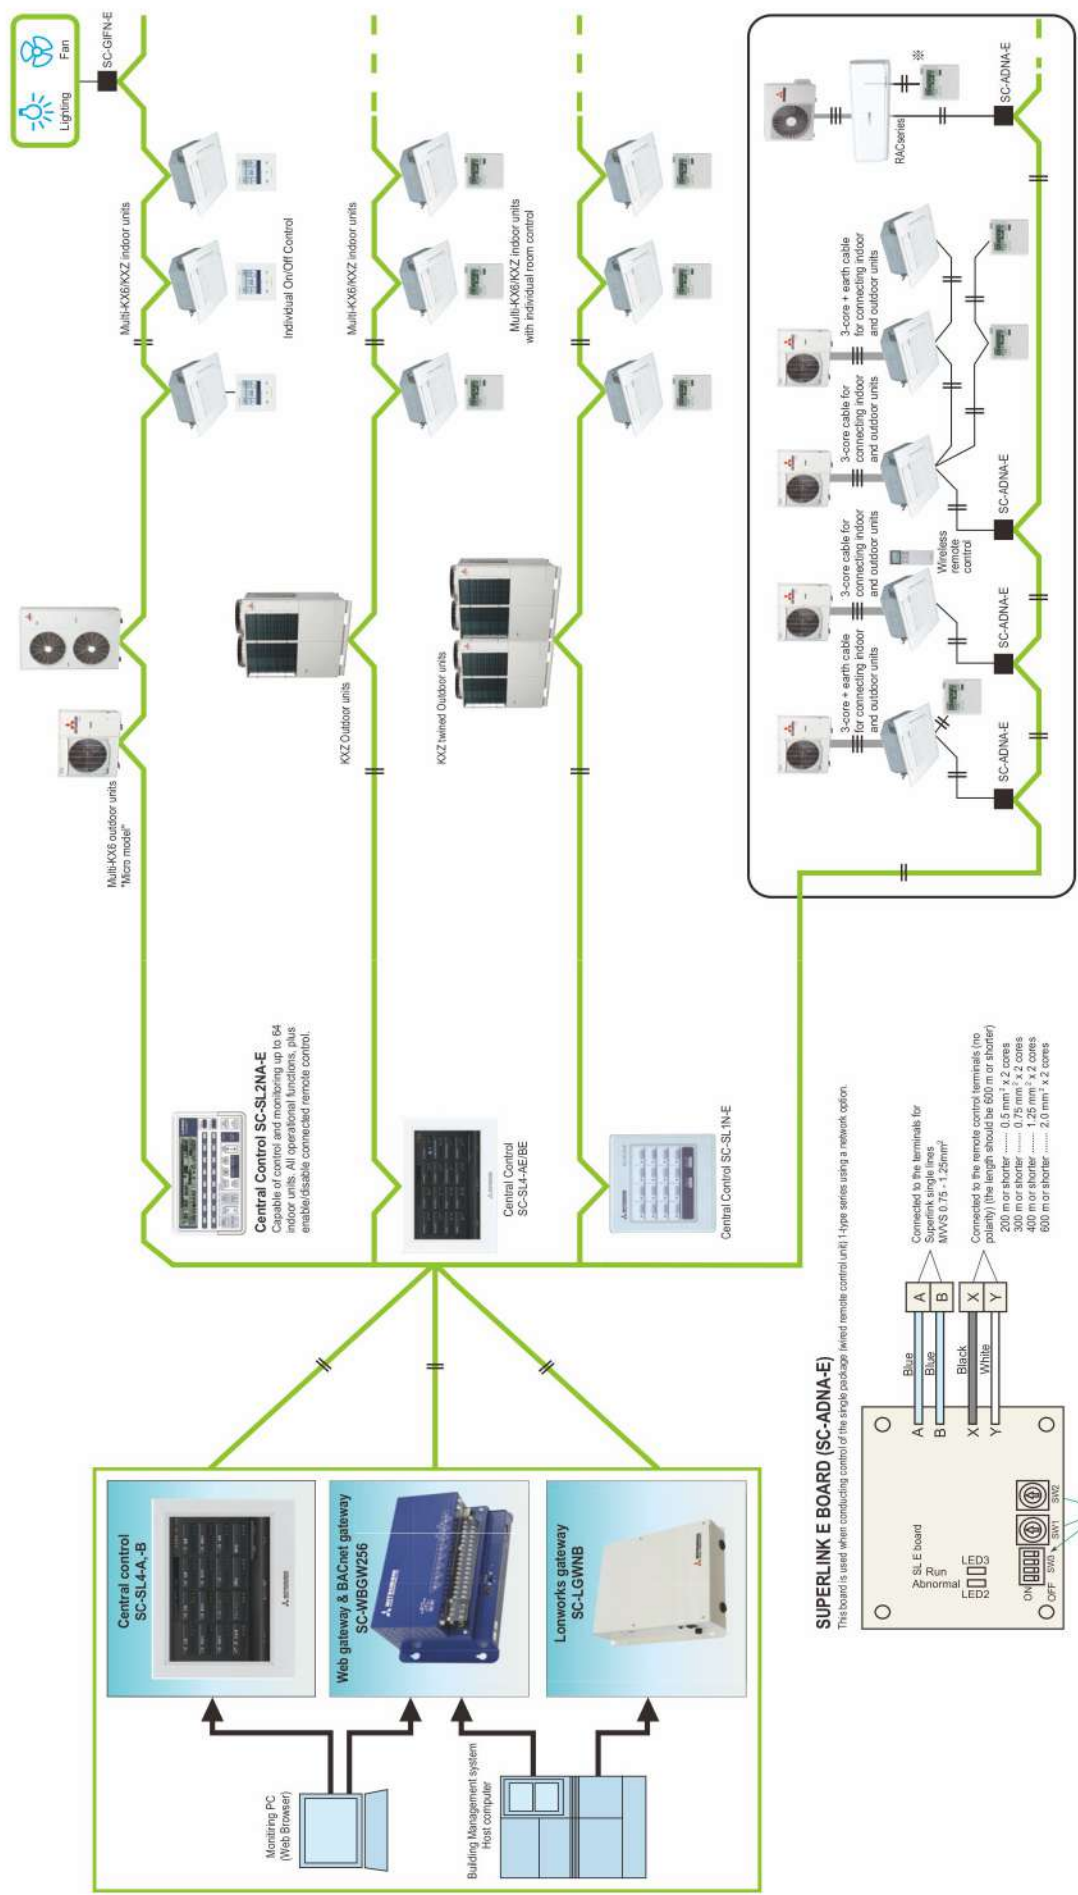 Lighting
Fan
SC-GIFN-E
Multi-KX6 outdoor units
"Micro model"
Multi-KX6/KXZ indoor units
Individual On/Off Control
Central Control SC-SL2NA-E
Capable of control and monitoring up to 64
indoor units. All operational functions, plus
enable/disable connected remote control.
KXZ Outdoor units
Multi-KX6/KXZ indoor units
Multi-KX6/KXZ indoor units
with individual room control
Central Control
SC-SL4-AE/BE
KXZ twined Outdoor units
Central Control SC-SL1N-E
Central control
SC-SL4-A,-B
Web gateway & BACnet gateway
SC-WBGW256
Lonworks gateway
SC-LGWNB
Monitiring PC
(Web Browser)
Building Management system
Host computer
3-core + earth cable
for connecting indoor
and outdoor units
3-core cable for
connecting indoor
and outdoor units
3-core cable for
connecting indoor
and outdoor units
3-core + earth cable
for connecting indoor
and outdoor units
RACseries
※
Wireless
remote
control
SC-ADNA-E
SC-ADNA-E
SC-ADNA-E
SC-ADNA-E
SUPERLINK E BOARD (SC-ADNA-E)
This board is used when conducting control of the single package (wired remote control unit) 1-type series using a network option.
SL E board
Run
Abnormal
LED3
LED2
ON
OFF
SW3
SW1
SW2
A
B
X
Y
Blue
Blue
Black
White
A
B
X
Y
Connected to the terminals for
Superlink single lines
MVVS 0.75 - 1.25mm²
Connected to the remote control terminals (no
polarity) (the length should be 600 m or shorter)
200 m or shorter ........ 0.5 mm² x 2 cores
300 m or shorter ........ 0.75 mm² x 2 cores
400 m or shorter ........ 1.25 mm² x 2 cores
600 m or shorter ........ 2.0 mm² x 2 cores